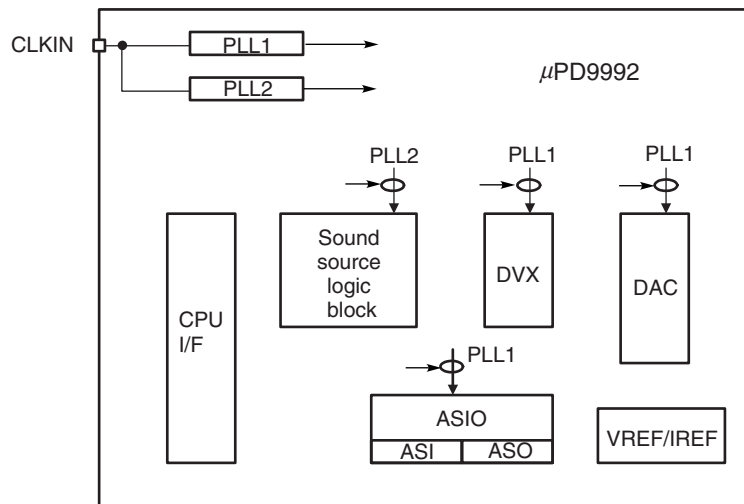 CLKIN
PLL1
PLL2
μPD9992
PLL2
PLL1
PLL1
Sound
source
logic
block
DVX
DAC
CPU
I/F
PLL1
ASIO
ASI
ASO
VREF/IREF